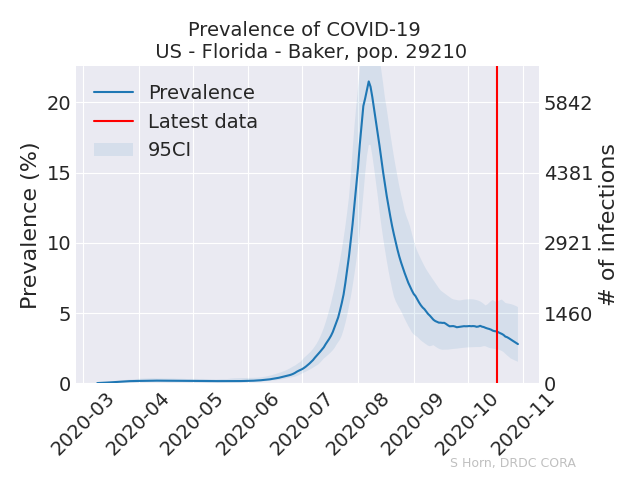 Prevalence of COVID-19
US - Florida - Baker, pop. 29210
Prevalence
Latest data
95CI
Prevalence (%)
20
15
10
5
0
5842
4381
2921
1460
0
# of infections
2020-03
2020-04
2020-05
2020-06
2020-07
2020-08
2020-09
2020-10
2020-11
S Horn, DRDC CORA